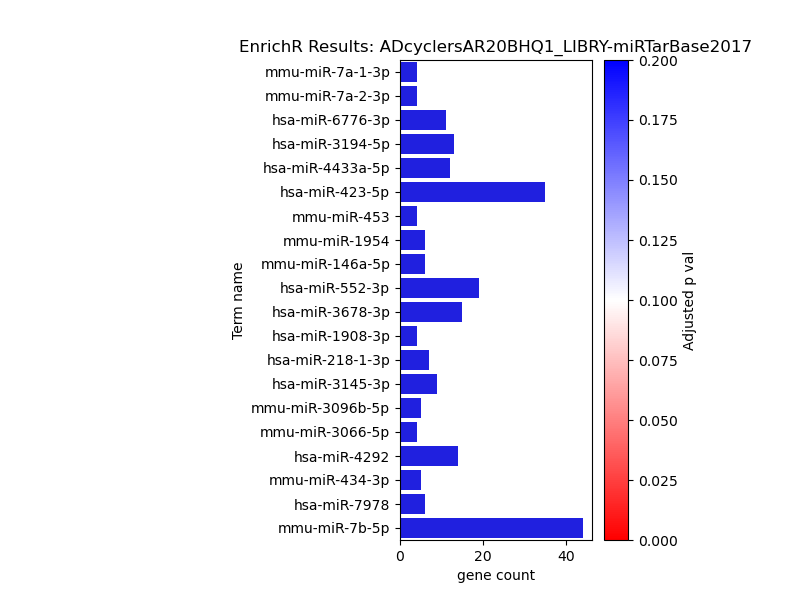 EnrichR Results: ADcyclersAR20BHQ1_LIBRY-miRTarBase2017
mmu-miR-7a-1-3p
mmu-miR-7a-2-3p
hsa-miR-6776-3p
hsa-miR-3194-5p
hsa-miR-4433a-5p
hsa-miR-423-5p
mmu-miR-453
mmu-miR-1954
mmu-miR-146a-5p
hsa-miR-552-3p
hsa-miR-3678-3p
hsa-miR-1908-3p
hsa-miR-218-1-3p
hsa-miR-3145-3p
mmu-miR-3096b-5p
mmu-miR-3066-5p
hsa-miR-4292
mmu-miR-434-3p
hsa-miR-7978
mmu-miR-7b-5p
Term name
0 20 40
gene count
0.200
0.175
0.150
0.125
0.100
0.075
0.050
0.025
0.000
Adjusted p val